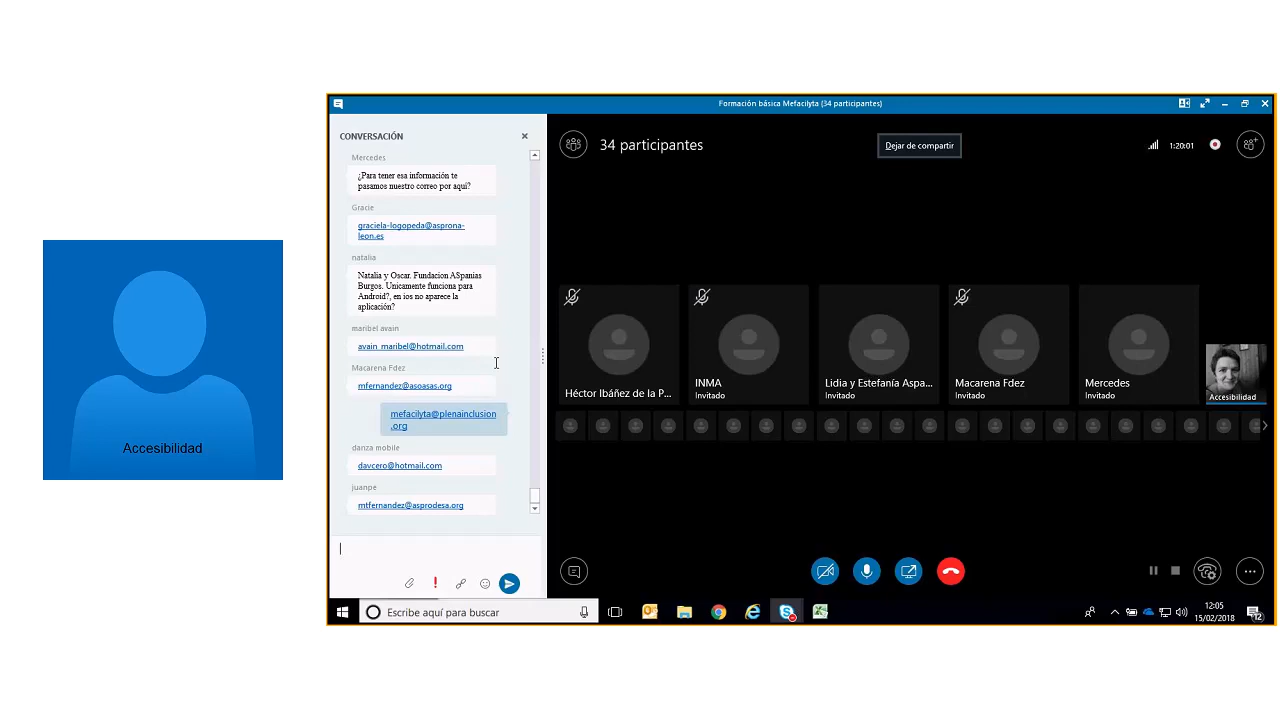 Accesibilidad
Formación básica Mefacilyta (34 participantes)
CONVERSACIÓN
Mercedes
¿Para tener esa información te
pasamos nuestro correo por aquí?
Gracie
graciela-logopeda@asprona-
leon.es
natalia
Natalia y Oscar. Fundacion ASpanias
Burgos. Unicamente funciona para
Android?, en ios no aparece la
aplicación?
maribel avain
avain_maribel@hotmail.com
Macarena Fdez
mfernandez@asoasas.org
mefacilyta@plenainclusion
.org
danza mobile
davcero@hotmail.com
juanpe
mtfernandez@asprodesa.org
34 participantes
Dejar de compartir
1:20:01
Héctor Ibáñez de la P...
INMA
Invitado
Lidia y Estefanía Aspa...
Invitado
Macarena Fdez
Invitado
Mercedes
Invitado
Accesibilidad
Escribe aquí para buscar
12:05
15/02/2018
12